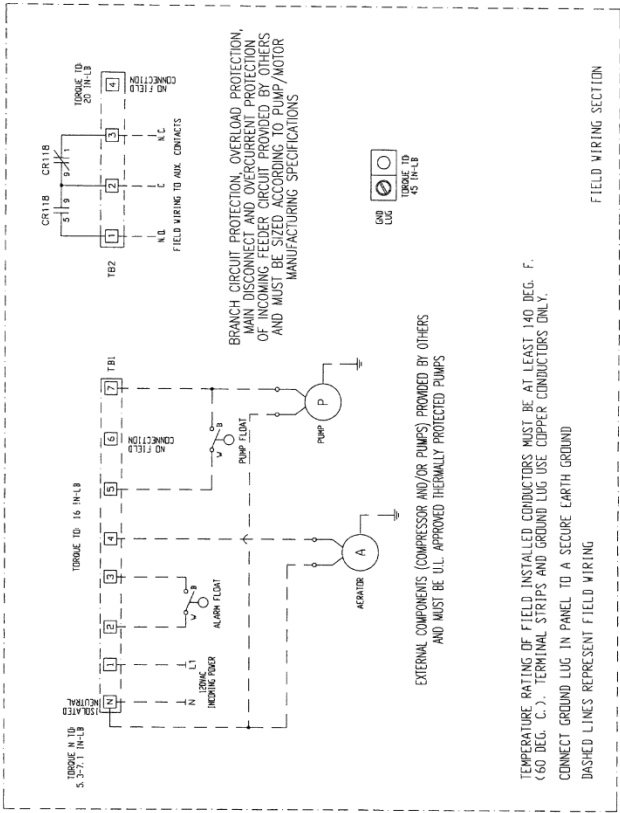 TORQUE N TO
5.3-7.1 IN-LB
ISOLATED
NEUTRAL
TORQUE TO 16 IN-LB
N
1
2
3
4
5
6
7
TB1
NO FIELD
CONNECTION
N
L1
120VAC
INCOMING POWER
W
B
ALARM FLOAT
W
B
PUMP FLOAT
A
AERATOR
P
PUMP
CR118
5
9
CR118
9
1
TORQUE TO
20 IN-LB
TB2
1
2
3
4
NO FIELD
CONNECTION
N.O.
C
N.C.
FIELD WIRING TO AUX. CONTACTS
BRANCH CIRCUIT PROTECTION, OVERLOAD PROTECTION,
MAIN DISCONNECT AND OVERCURRENT PROTECTION
OF INCOMING FEEDER CIRCUIT PROVIDED BY OTHERS
AND MUST BE SIZED ACCORDING TO PUMP/MOTOR
MANUFACTURING SPECIFICATIONS
GND
LUG
TORQUE TO
45 IN-LB
EXTERNAL COMPONENTS (COMPRESSOR AND/OR PUMPS) PROVIDED BY OTHERS
AND MUST BE U.L. APPROVED THERMALLY PROTECTED PUMPS
TEMPERATURE RATING OF FIELD INSTALLED CONDUCTORS MUST BE AT LEAST 140 DEG. F.
(60 DEG. C.). TERMINAL STRIPS AND GROUND LUG USE COPPER CONDUCTORS ONLY.
CONNECT GROUND LUG IN PANEL TO A SECURE EARTH GROUND
DASHED LINES REPRESENT FIELD WIRING
FIELD WIRING SECTION